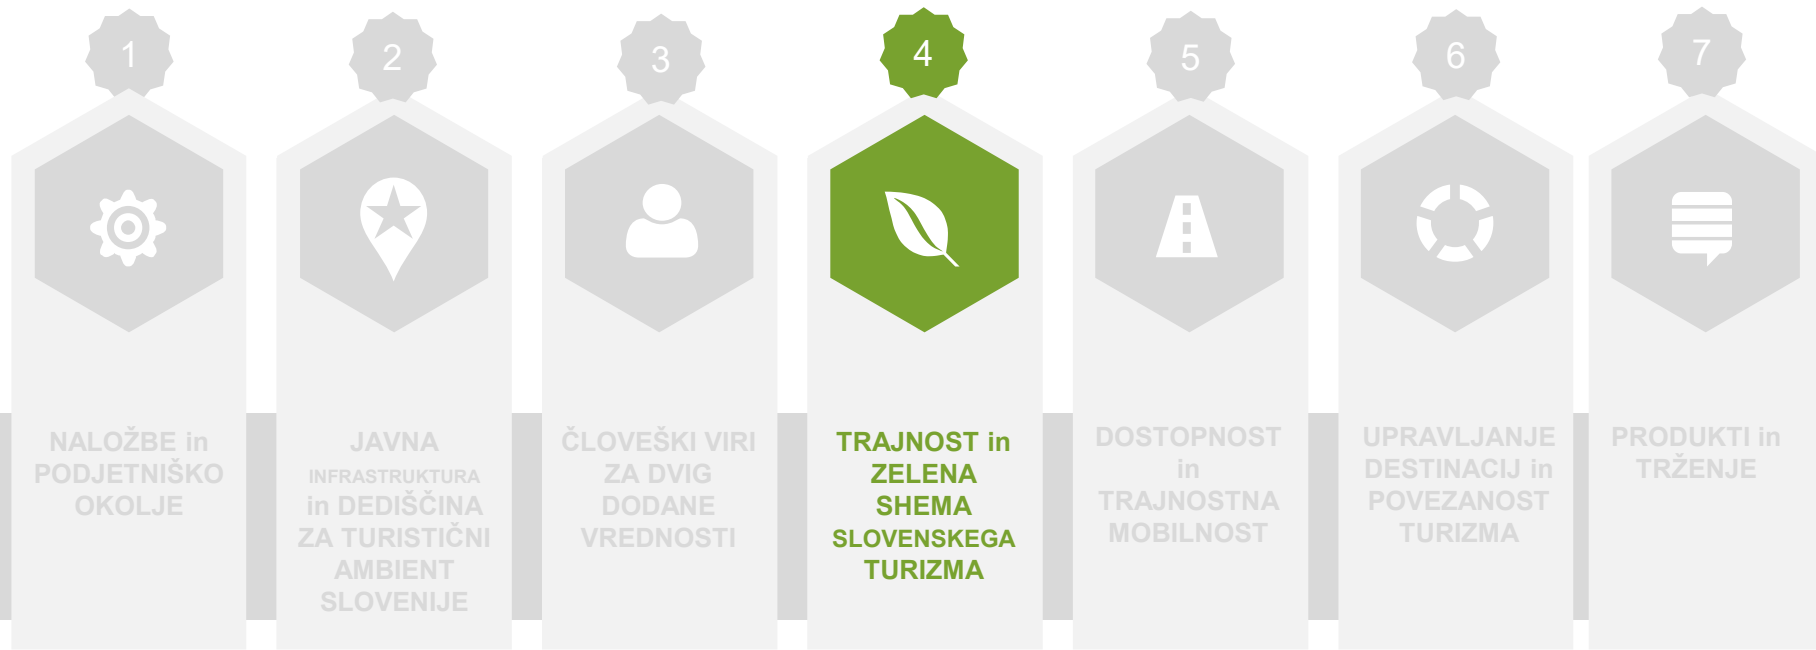 1
NALOŽBE in
PODJETNIŠKO
OKOLJE
2
JAVNA
INFRASTRUKTURA
in DEDIŠČINA
ZA TURISTIČNI
AMBIENT
SLOVENIJE
3
ČLOVEŠKI VIRI
ZA DVIG
DODANE
VREDNOSTI
4
TRAJNOST in
ZELENA
SHEMA
SLOVENSKEGA
TURIZMA
5
DOSTOPNOST
in
TRAJNOSTNA
MOBILNOST
6
UPRAVLJANJE
DESTINACIJ in
POVEZANOST
TURIZMA
7
PRODUKTI in
TRŽENJE